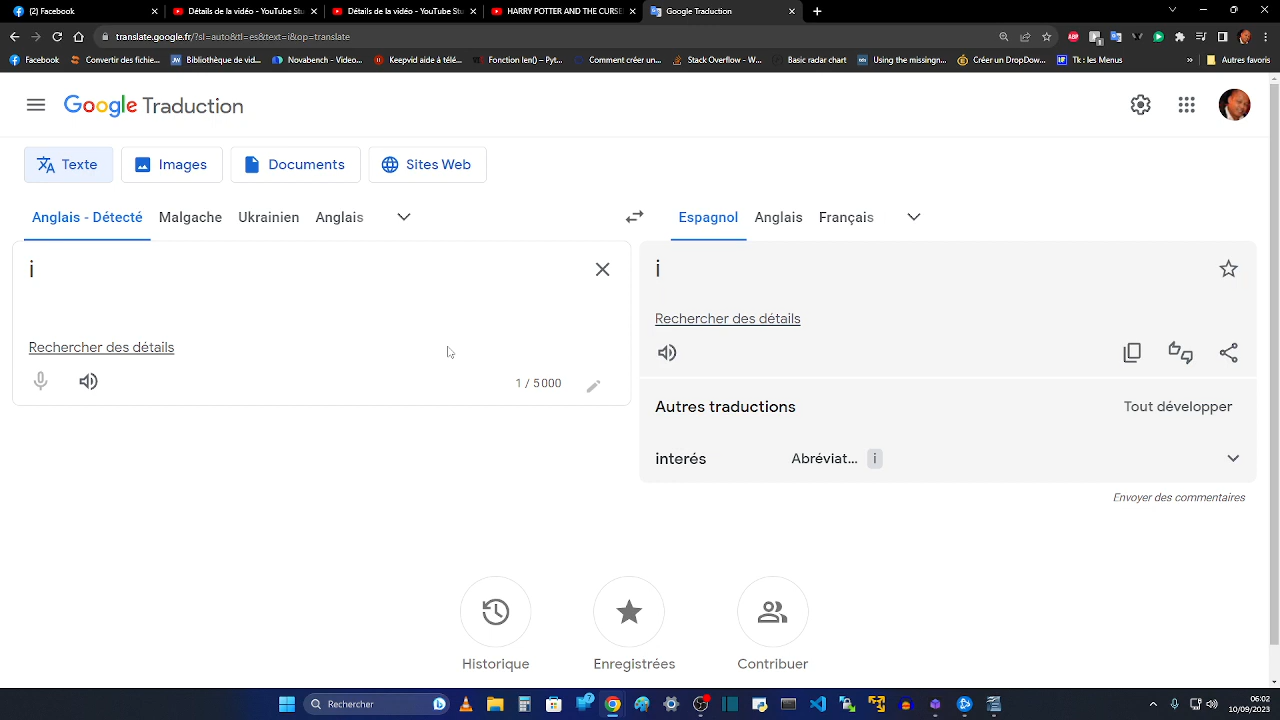 (2) Facebook
Détails de la vidéo - YouTube Stu
Détails de la vidéo - YouTube Stu
HARRY POTTER AND THE CURSE
Google Traduction
translate.google.fr/?sl=auto&tl=es&text=i&op=translate
Facebook
Convertir des fichie...
Bibliothèque de vid...
Novabench - Video...
Keepvid aide à télé...
Fonction len() – Pyt...
Comment créer un...
Stack Overflow - W...
Basic radar chart
Using the missingn...
Créer un DropDow...
Tk : les Menus
»
Autres favoris
Google Traduction
Texte
Images
Documents
Sites Web
Anglais - Détecté
Malgache
Ukrainien
Anglais
Espagnol
Anglais
Français
i
i
Rechercher des détails
Rechercher des détails
1 / 5 000
Autres traductions
Tout développer
interés
Abréviat...
i
Envoyer des commentaires
Historique
Enregistrées
Contribuer
Rechercher
06:02
10/09/2023